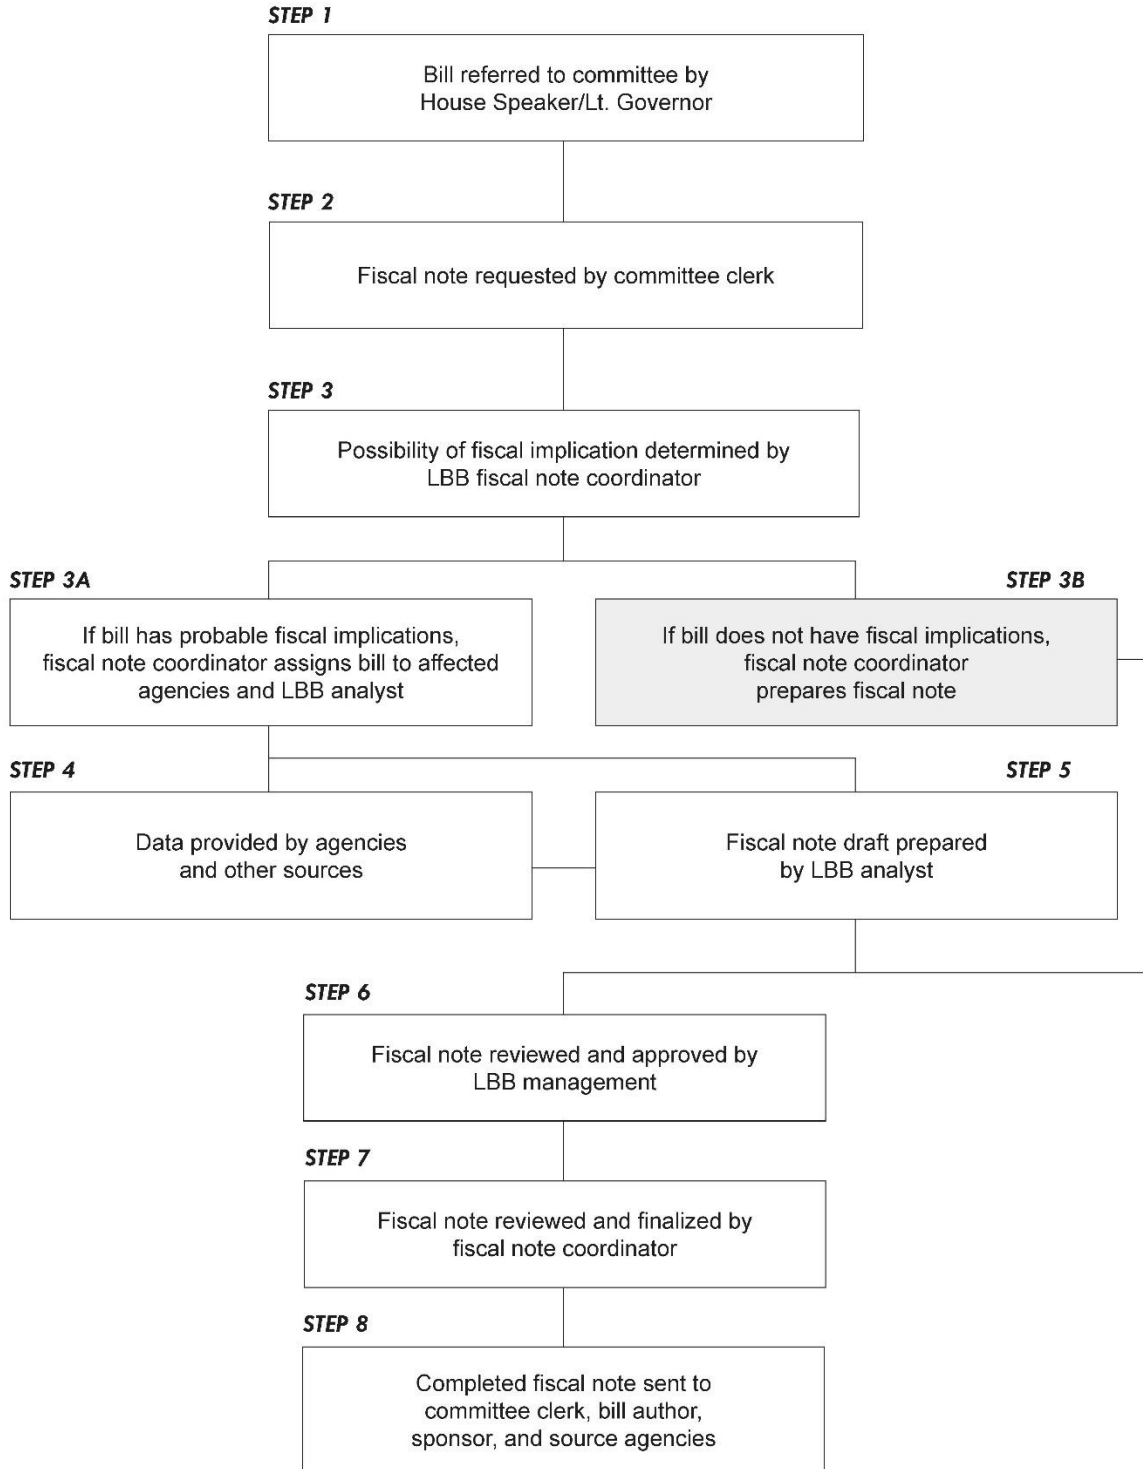 STEP 1
Bill referred to committee by
House Speaker/Lt. Governor
STEP 2
Fiscal note requested by committee clerk
STEP 3
Possibility of fiscal implication determined by
LBB fiscal note coordinator
STEP 3A
If bill has probable fiscal implications,
fiscal note coordinator assigns bill to affected
agencies and LBB analyst
STEP 3B
If bill does not have fiscal implications,
fiscal note coordinator
prepares fiscal note
STEP 4
Data provided by agencies
and other sources
STEP 5
Fiscal note draft prepared
by LBB analyst
STEP 6
Fiscal note reviewed and approved by
LBB management
STEP 7
Fiscal note reviewed and finalized by
fiscal note coordinator
STEP 8
Completed fiscal note sent to
committee clerk, bill author,
sponsor, and source agencies